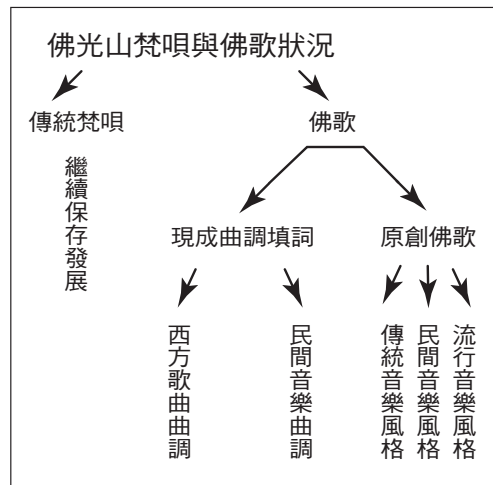 佛光山梵唄與佛歌狀況
傳統梵唄
佛歌
繼續保存發展
現成曲調填詞
原創佛歌
西方歌曲曲調
民間音樂曲調
傳統音樂風格
民間音樂風格
流行音樂風格